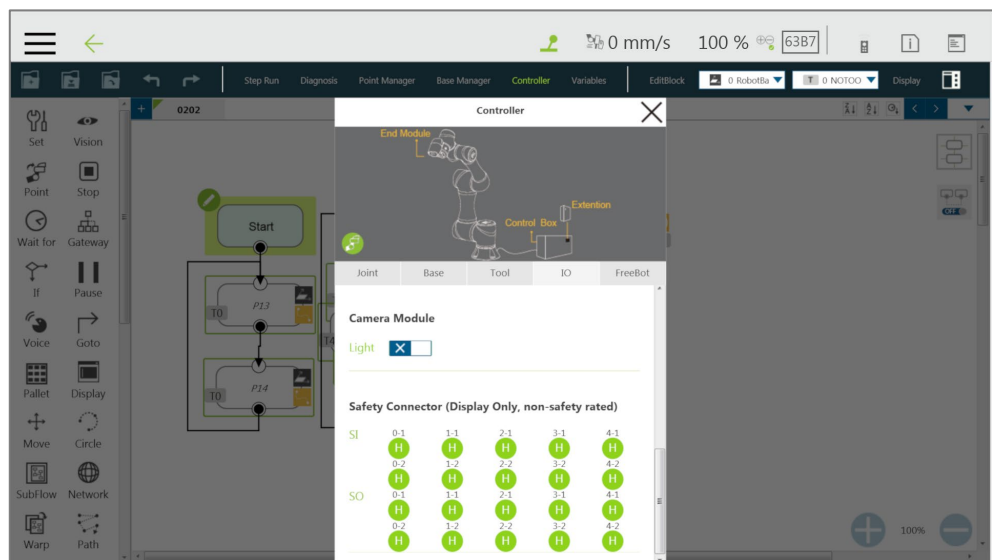 0 mm/s 100 % 63B7
Step Run Diagnosis Point Manager Base Manager Controller Variables EditBlock 0 RobotBa T 0 NOTOO Display
0202
Controller
Set Vision
Point Stop
Wait for Gateway
If Pause
Voice Goto
Pallet Display
Move Circle
SubFlow Network
Warp Path
Start
T0 P13
T0 P14
T4
End Module
Extention
Control Box
Joint Base Tool IO FreeBot
Camera Module
Light
Safety Connector (Display Only, non-safety rated)
SI 0-1 1-1 2-1 3-1 4-1
H H H H H
0-2 1-2 2-2 3-2 4-2
H H H H H
SO 0-1 1-1 2-1 3-1 4-1
H H H H H
0-2 1-2 2-2 3-2 4-2
H H H H H
OFF
100%